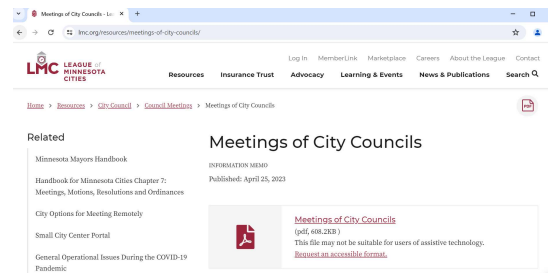 Meetings of City Councils - Lea
lmc.org/resources/meetings-of-city-councils/
Log In MemberLink Marketplace Careers About the League Contact
LMC LEAGUE of MINNESOTA CITIES
Resources Insurance Trust Advocacy Learning & Events News & Publications Search
Home > Resources > City Council > Council Meetings > Meetings of City Councils
PDF
Related
Minnesota Mayors Handbook
Handbook for Minnesota Cities Chapter 7:
Meetings, Motions, Resolutions and Ordinances
City Options for Meeting Remotely
Small City Center Portal
General Operational Issues During the COVID-19
Pandemic
Meetings of City Councils
INFORMATION MEMO
Published: April 25, 2023
Meetings of City Councils
(pdf, 608.2KB )
This file may not be suitable for users of assistive technology.
Request an accessible format.